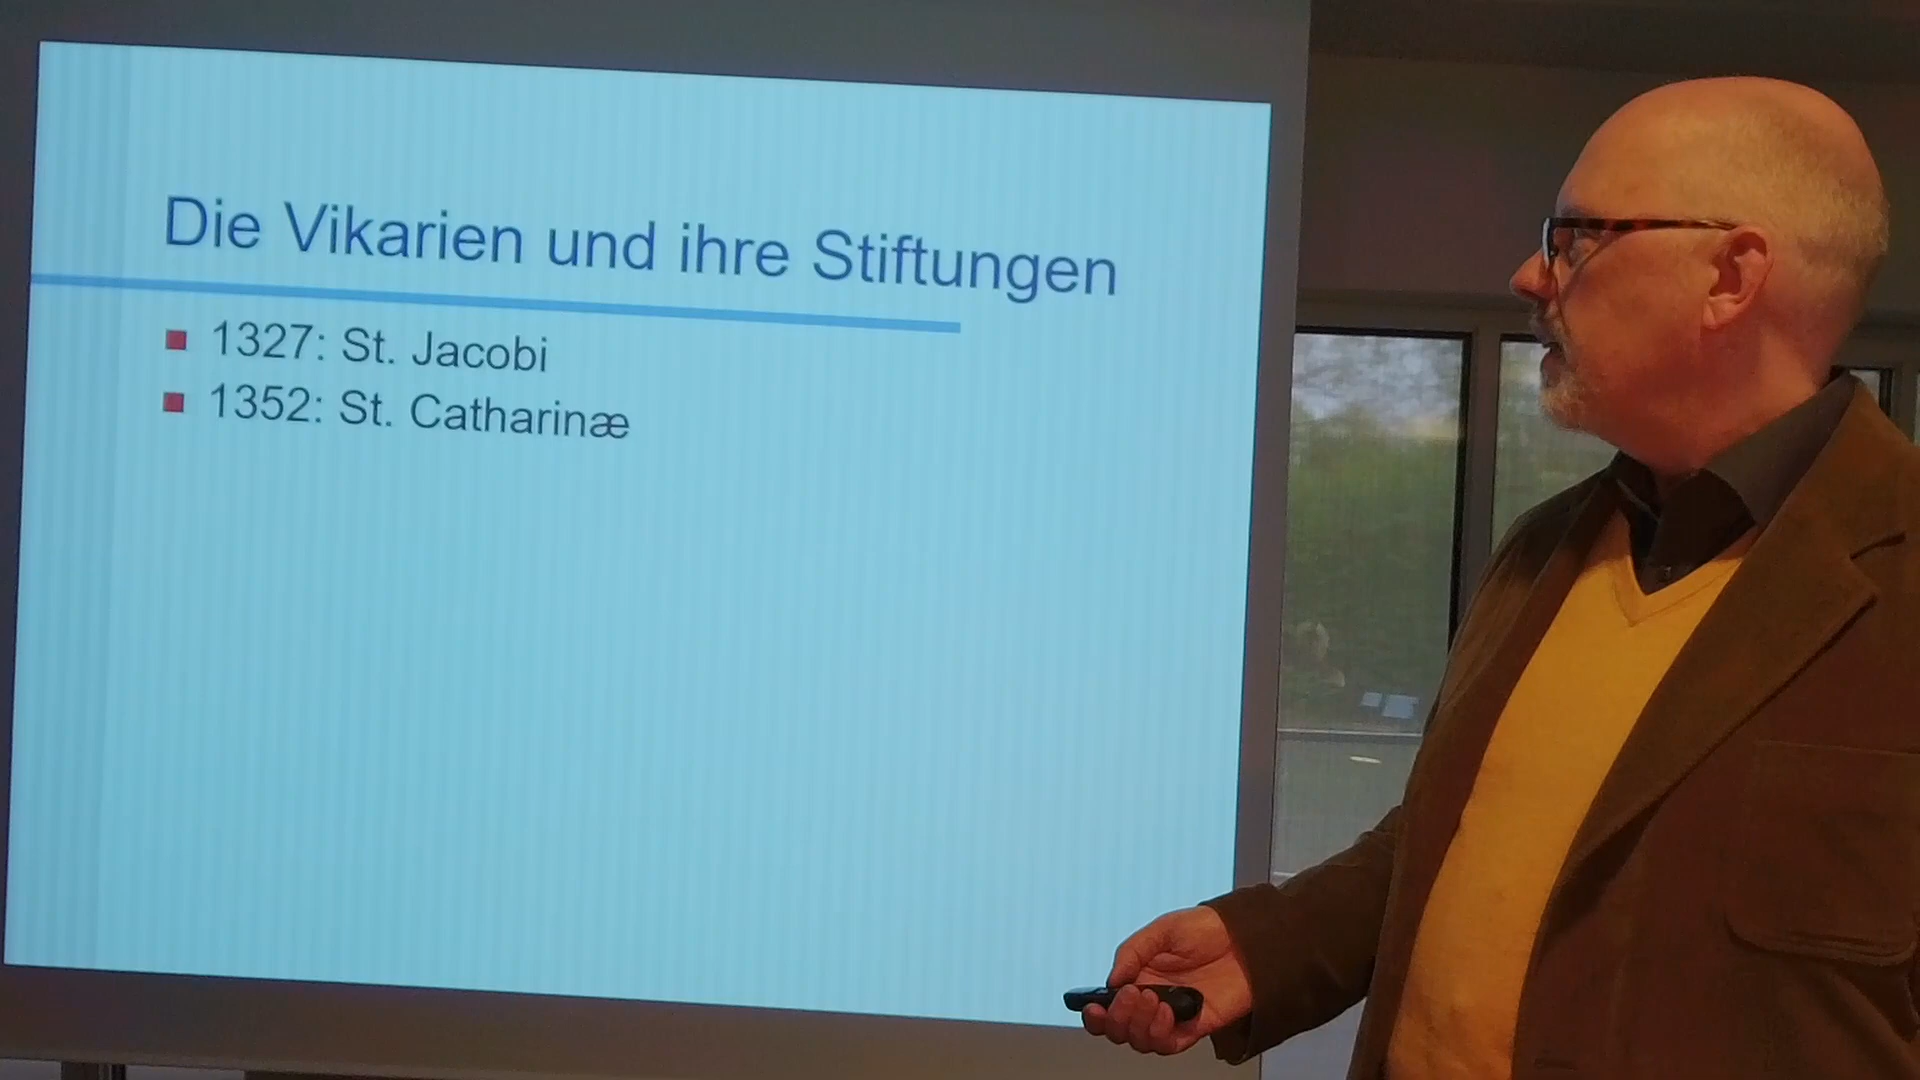 Die Vikarien und ihre Stiftungen
1327: St. Jacobi
1352: St. Catharinæ